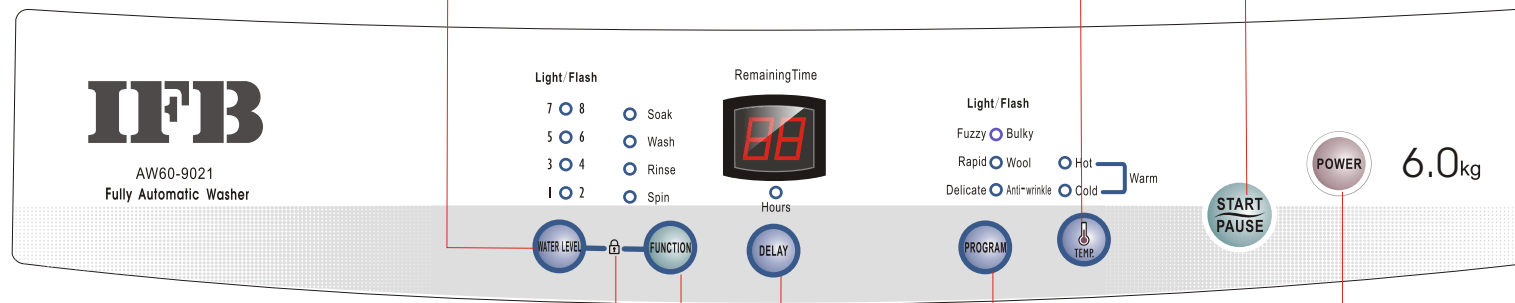 IFB
AW60-9021
Fully Automatic Washer
Light/Flash
7 8
5 6
3 4
1 2
Soak
Wash
Rinse
Spin
WATER LEVEL
FUNCTION
RemainingTime
88
Hours
DELAY
Light/Flash
Fuzzy Bulky
Rapid Wool
Delicate Anti-wrinkle
Hot
Cold
Warm
PROGRAM
TEMP.
START
PAUSE
POWER
6.0kg